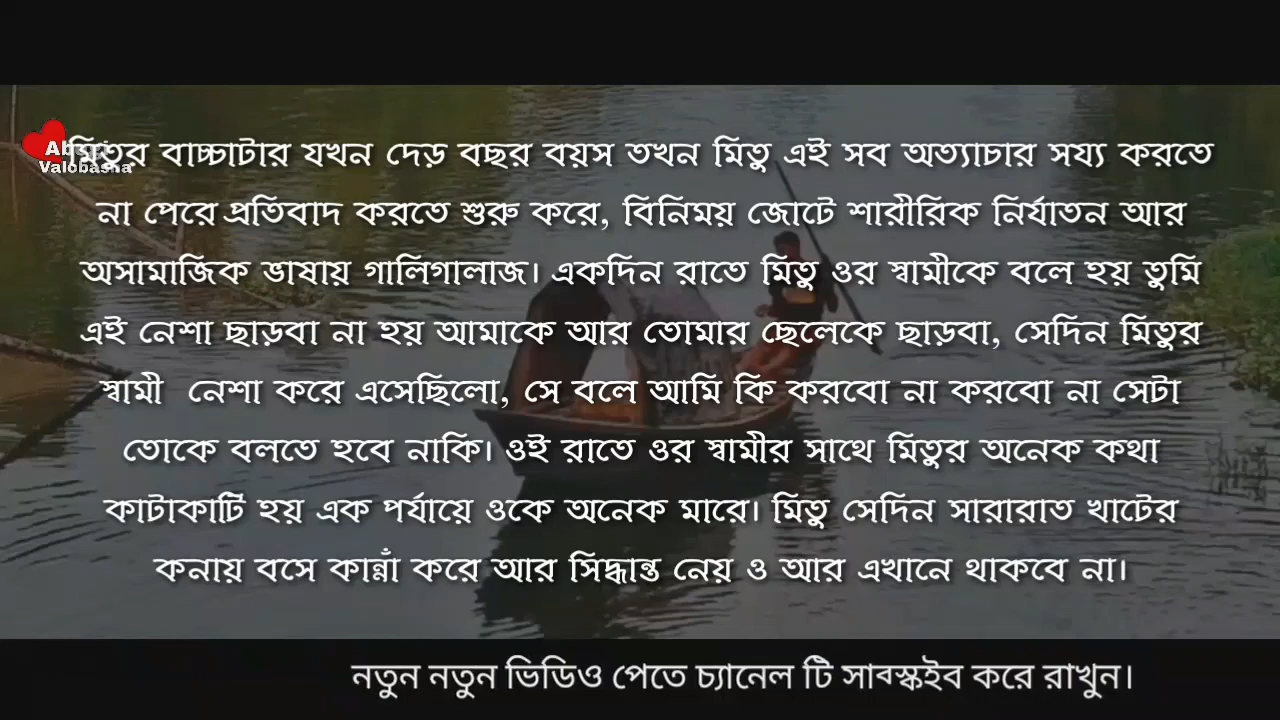 মিতুর বাচ্চাটার যখন দেড় বছর বয়স তখন মিতু এই সব অত্যাচার সয্য করতে
না পেরে প্রতিবাদ করতে শুরু করে, বিনিময় জোটে শারীরিক নির্যাতন আর
অসামাজিক ভাষায় গালিগালাজ। একদিন রাতে মিতু ওর স্বামীকে বলে হয় তুমি
এই নেশা ছাড়বা না হয় আমাকে আর তোমার ছেলেকে ছাড়বা, সেদিন মিতুর
স্বামী নেশা করে এসেছিলো, সে বলে আমি কি করবো না করবো না সেটা
তোকে বলতে হবে নাকি। ওই রাতে ওর স্বামীর সাথে মিতুর অনেক কথা
কাটাকাটি হয় এক পর্যায়ে ওকে অনেক মারে। মিতু সেদিন সারারাত খাটের
কনায় বসে কান্নাঁ করে আর সিদ্ধান্ত নেয় ও আর এখানে থাকবে না।
নতুন নতুন ভিডিও পেতে চ্যানেল টি সাবস্কইব করে রাখুন।
Valobasha